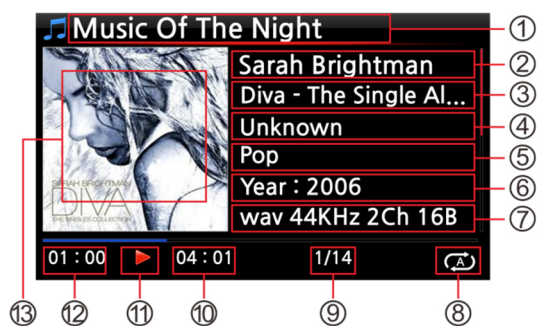 Music Of The Night
①
Sarah Brightman
②
Diva - The Single Al...
③
Unknown
④
Pop
⑤
Year : 2006
⑥
wav 44KHz 2Ch 16B
⑦
SARAH BRIGHTMAN
DIVA
THE SINGLES COLLECTION
01 : 00
04 : 01
1/14
A
⑬ ⑫ ⑪ ⑩ ⑨ ⑧